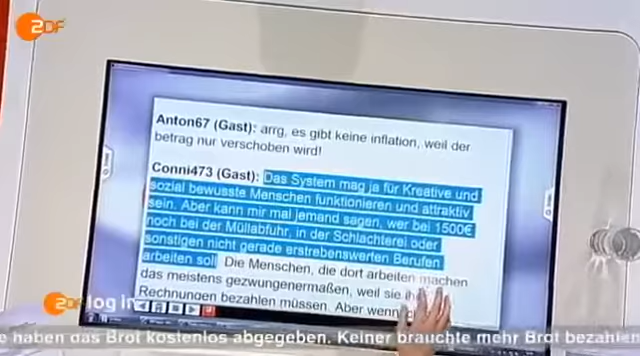 ZDF
Anton67 (Gast): arrg, es gibt keine inflation, weil der
betrag nur verschoben wird!
Conni473 (Gast): Das System mag ja für Kreative und
sozial bewusste Menschen funktionieren und attraktiv
sein. Aber kann mir mal jemand sagen, wer bei 1500€
noch bei der Müllabfuhr, in der Schlachterei oder
sonstigen nicht gerade erstrebenswerten Berufen
arbeiten soll Die Menschen, die dort arbeiten machen
das meistens gezwungenermaßen, weil sie
Rechnungen bezahlen müssen. Aber wenn
ZDF log in
e haben das Brot kostenlos abgegeben. Keiner brauchte mehr Brot bezahlen